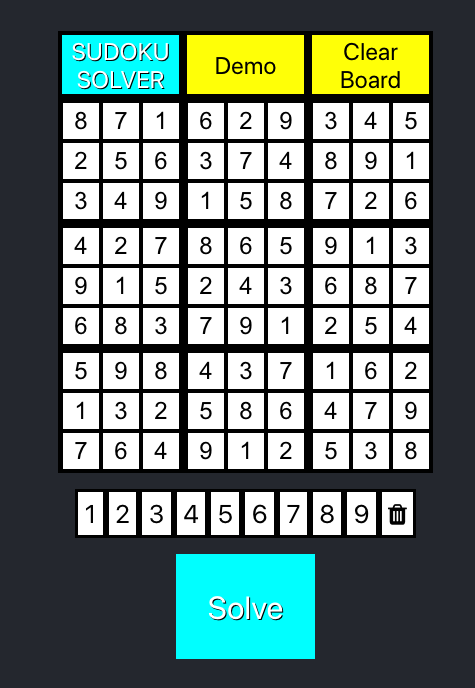 SUDOKU
SOLVER
Demo
Clear
Board
8 7 1 6 2 9 3 4 5
2 5 6 3 7 4 8 9 1
3 4 9 1 5 8 7 2 6
4 2 7 8 6 5 9 1 3
9 1 5 2 4 3 6 8 7
6 8 3 7 9 1 2 5 4
5 9 8 4 3 7 1 6 2
1 3 2 5 8 6 4 7 9
7 6 4 9 1 2 5 3 8
1 2 3 4 5 6 7 8 9
Solve